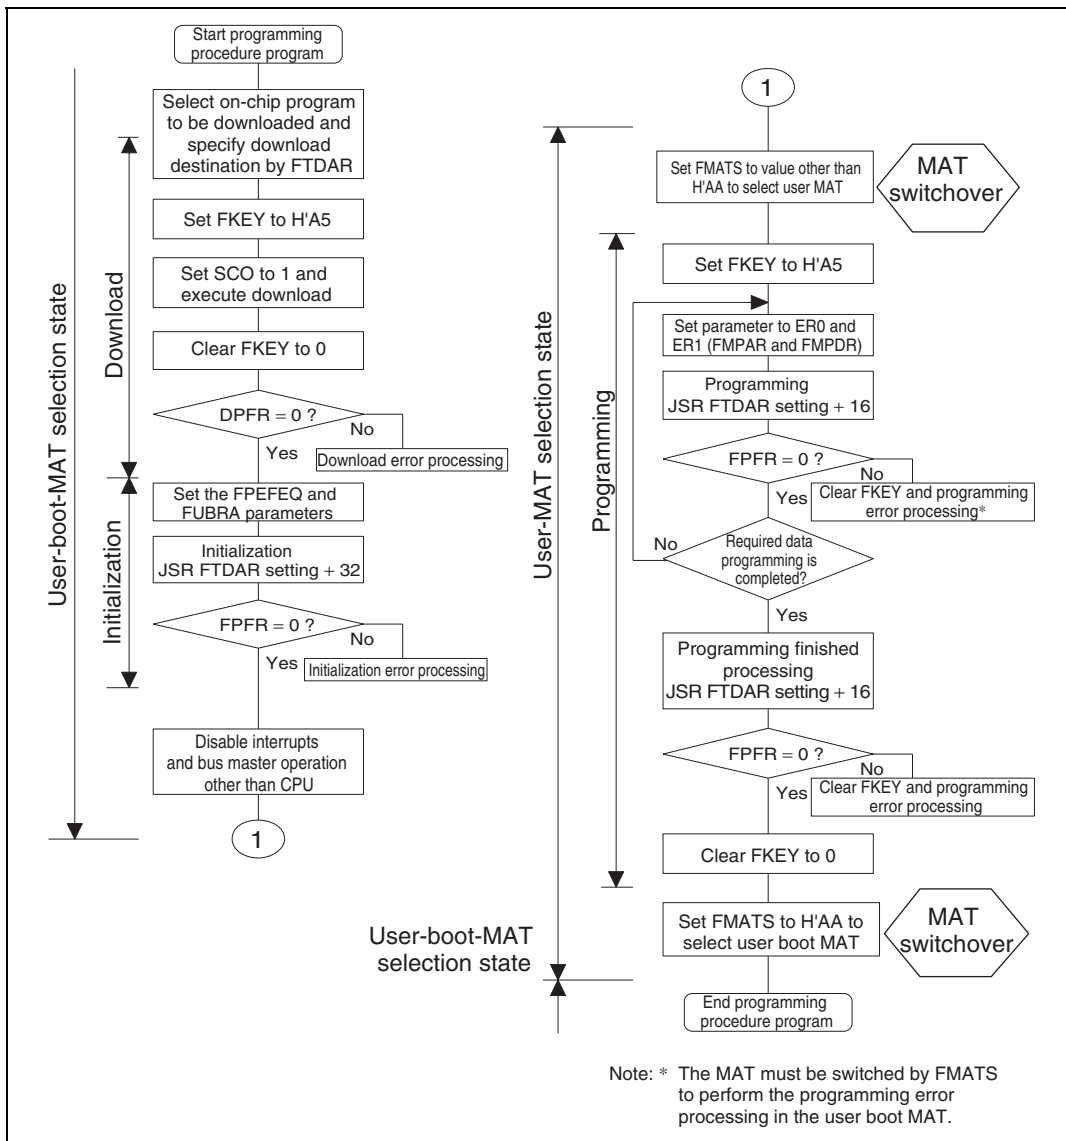 Start programming
procedure program
Select on-chip program
to be downloaded and
specify download
destination by FTDAR
Set FKEY to H'A5
Set SCO to 1 and
execute download
Clear FKEY to 0
DPFR = 0 ?
No
Yes
Download error processing
Set the FPEFEQ and
FUBRA parameters
Initialization
JSR FTDAR setting + 32
FPFR = 0 ?
No
Yes
Initialization error processing
Disable interrupts
and bus master operation
other than CPU
1
User-boot-MAT selection state
Download
Initialization
1
Set FMATS to value other than
H'AA to select user MAT
MAT
switchover
Set FKEY to H'A5
Set parameter to ER0 and
ER1 (FMPAR and FMPDR)
Programming
JSR FTDAR setting + 16
FPFR = 0 ?
No
Yes
Clear FKEY and programming
error processing*
No
Required data
programming is
completed?
Yes
Programming finished
processing
JSR FTDAR setting + 16
FPFR = 0 ?
No
Yes
Clear FKEY and programming
error processing
Clear FKEY to 0
Set FMATS to H'AA to
select user boot MAT
MAT
switchover
User-MAT selection state
Programming
User-boot-MAT
selection state
End programming
procedure program
Note: * The MAT must be switched by FMATS
to perform the programming error
processing in the user boot MAT.